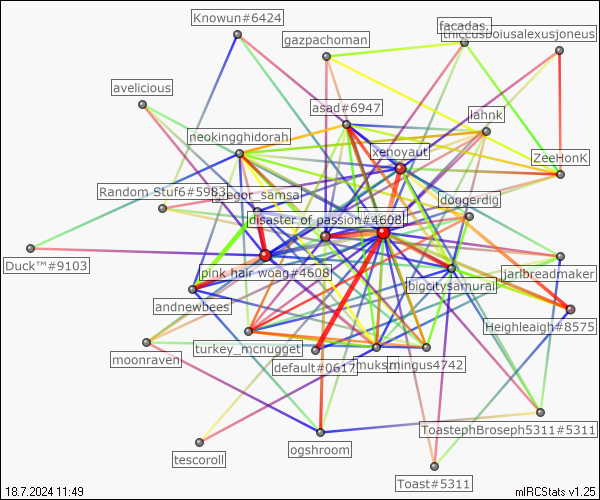 Knowun#6424
facadas,
thiccusboiusalexusjoneus
gazpachoman
avelicious
asad#6947
lahnk
neokingghidorah
xenoyaut
ZeeHonK
Random Stuf6#5983
gregor_samsa
doggerdig
disaster of passion#4608
Duck™#9103
pink hair woag#4608
jarlbreadmaker
bigcitysamurai
andnewbees
Heighleaigh#8575
turkey_mcnugget
moonraven
default#0617
muksm
mingus4742
ToastephBroseph5311#5311
ogshroom
tescoroll
Toast#5311
18.7.2024 11:49
mIRCStats v1.25